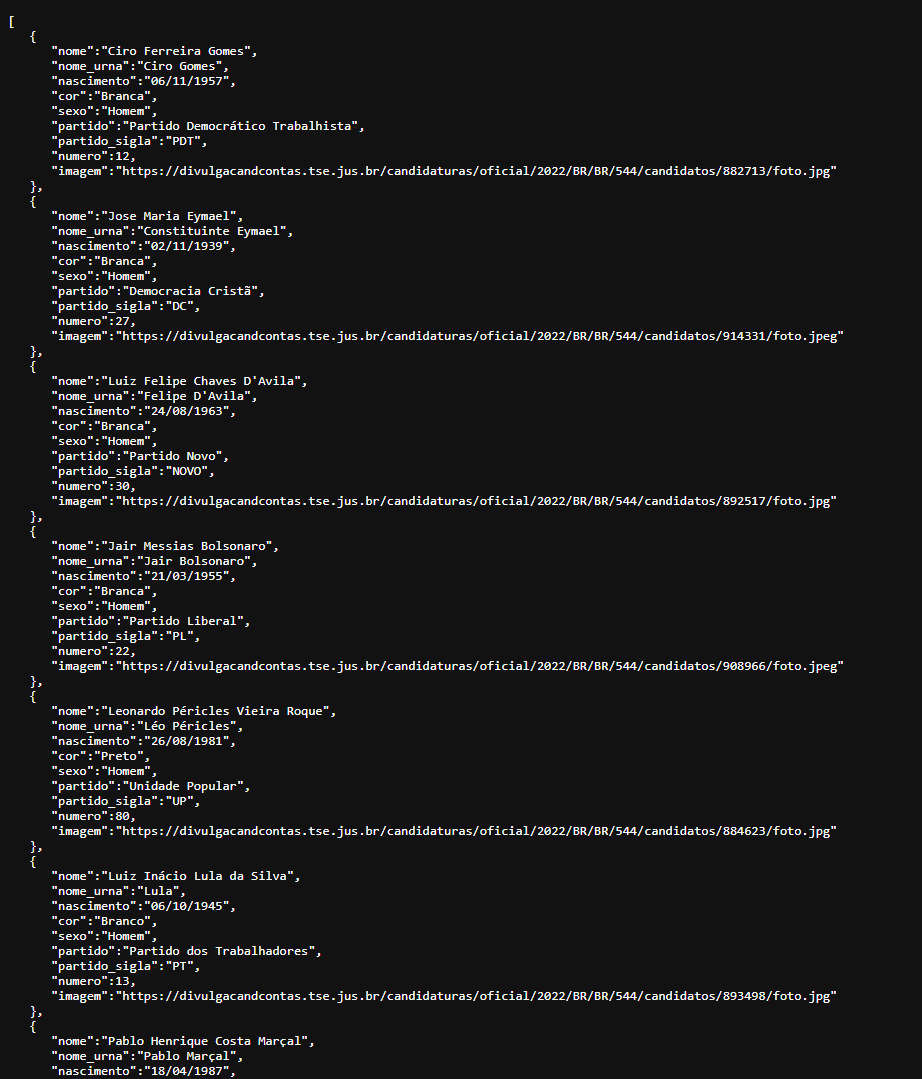 [
{
"nome":"Ciro Ferreira Gomes",
"nome_urna":"Ciro Gomes",
"nascimento":"06/11/1957",
"cor":"Branca",
"sexo":"Homem",
"partido":"Partido Democrático Trabalhista",
"partido_sigla":"PDT",
"numero":12,
"imagem":"https://divulgacandcontas.tse.jus.br/candidaturas/oficial/2022/BR/BR/544/candidatos/882713/foto.jpg"
},
{
"nome":"Jose Maria Eymael",
"nome_urna":"Constituinte Eymael",
"nascimento":"02/11/1939",
"cor":"Branca",
"sexo":"Homem",
"partido":"Democracia Cristã",
"partido_sigla":"DC",
"numero":27,
"imagem":"https://divulgacandcontas.tse.jus.br/candidaturas/oficial/2022/BR/BR/544/candidatos/914331/foto.jpeg"
},
{
"nome":"Luiz Felipe Chaves D'Avila",
"nome_urna":"Felipe D'Avila",
"nascimento":"24/08/1963",
"cor":"Branca",
"sexo":"Homem",
"partido":"Partido Novo",
"partido_sigla":"NOVO",
"numero":30,
"imagem":"https://divulgacandcontas.tse.jus.br/candidaturas/oficial/2022/BR/BR/544/candidatos/892517/foto.jpg"
},
{
"nome":"Jair Messias Bolsonaro",
"nome_urna":"Jair Bolsonaro",
"nascimento":"21/03/1955",
"cor":"Branca",
"sexo":"Homem",
"partido":"Partido Liberal",
"partido_sigla":"PL",
"numero":22,
"imagem":"https://divulgacandcontas.tse.jus.br/candidaturas/oficial/2022/BR/BR/544/candidatos/908966/foto.jpeg"
},
{
"nome":"Leonardo Péricles Vieira Roque",
"nome_urna":"Léo Péricles",
"nascimento":"26/08/1981",
"cor":"Preto",
"sexo":"Homem",
"partido":"Unidade Popular",
"partido_sigla":"UP",
"numero":80,
"imagem":"https://divulgacandcontas.tse.jus.br/candidaturas/oficial/2022/BR/BR/544/candidatos/884623/foto.jpg"
},
{
"nome":"Luiz Inácio Lula da Silva",
"nome_urna":"Lula",
"nascimento":"06/10/1945",
"cor":"Branco",
"sexo":"Homem",
"partido":"Partido dos Trabalhadores",
"partido_sigla":"PT",
"numero":13,
"imagem":"https://divulgacandcontas.tse.jus.br/candidaturas/oficial/2022/BR/BR/544/candidatos/893498/foto.jpg"
},
{
"nome":"Pablo Henrique Costa Marçal",
"nome_urna":"Pablo Marçal",
"nascimento":"18/04/1987",